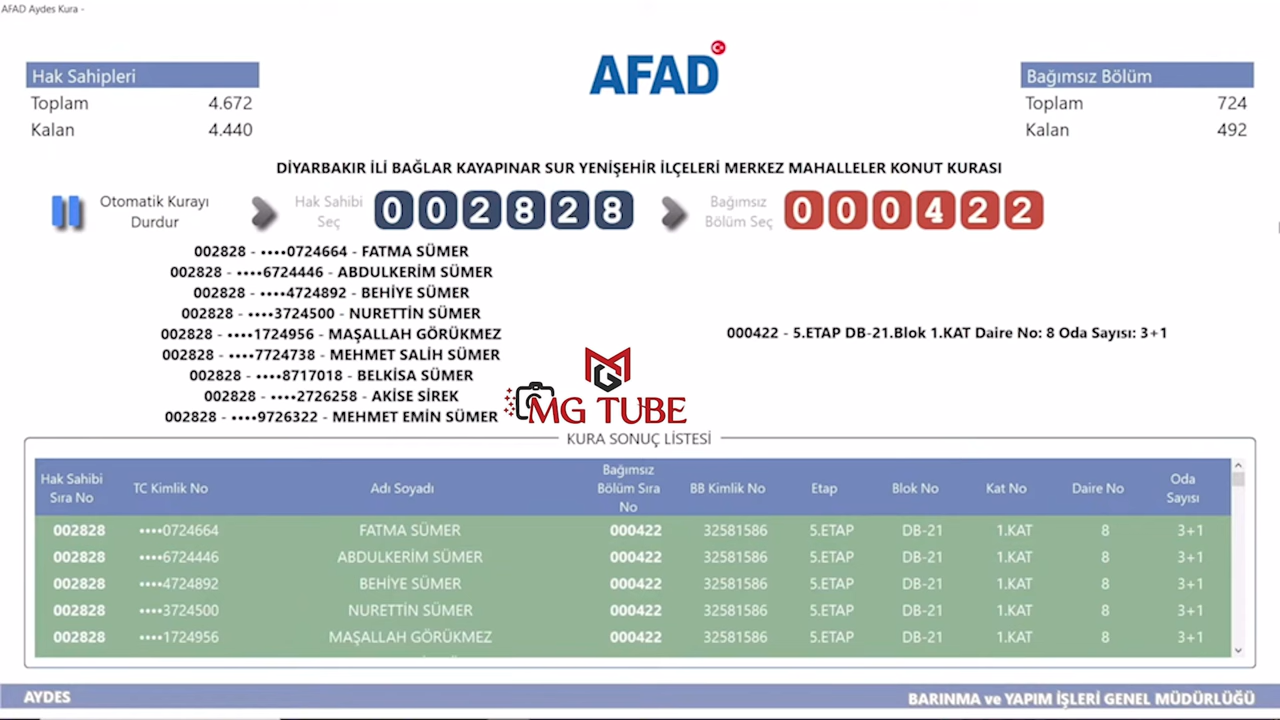 AFAD Aydes Kura -
AFAD
Hak Sahipleri
Toplam 4.672
Kalan 4.440
Bağımsız Bölüm
Toplam 724
Kalan 492
DİYARBAKIR İLİ BAĞLAR KAYAPINAR SUR YENİŞEHİR İLÇELERİ MERKEZ MAHALLELER KONUT KURASI
Otomatik Kurayı
Durdur
Hak Sahibi
Seç
002828
Bağımsız
Bölüm Seç
000422
002828 - ••••0724664 - FATMA SÜMER
002828 - ••••6724446 - ABDULKERİM SÜMER
002828 - ••••4724892 - BEHİYE SÜMER
002828 - ••••3724500 - NURETTİN SÜMER
002828 - ••••1724956 - MAŞALLAH GÖRÜKMEZ
002828 - ••••7724738 - MEHMET SALİH SÜMER
002828 - ••••8717018 - BELKİSA SÜMER
002828 - ••••2726258 - AKİSE SİREK
002828 - ••••9726322 - MEHMET EMİN SÜMER
000422 - 5.ETAP DB-21.Blok 1.KAT Daire No: 8 Oda Sayısı: 3+1
MG TUBE
KURA SONUÇ LİSTESİ
Hak Sahibi Sıra No TC Kimlik No Adı Soyadı Bağımsız Bölüm Sıra No BB Kimlik No Etap Blok No Kat No Daire No Oda Sayısı
002828 ••••0724664 FATMA SÜMER 000422 32581586 5.ETAP DB-21 1.KAT 8 3+1
002828 ••••6724446 ABDULKERİM SÜMER 000422 32581586 5.ETAP DB-21 1.KAT 8 3+1
002828 ••••4724892 BEHİYE SÜMER 000422 32581586 5.ETAP DB-21 1.KAT 8 3+1
002828 ••••3724500 NURETTİN SÜMER 000422 32581586 5.ETAP DB-21 1.KAT 8 3+1
002828 ••••1724956 MAŞALLAH GÖRÜKMEZ 000422 32581586 5.ETAP DB-21 1.KAT 8 3+1
AYDES
BARINMA ve YAPIM İŞLERİ GENEL MÜDÜRLÜĞÜ